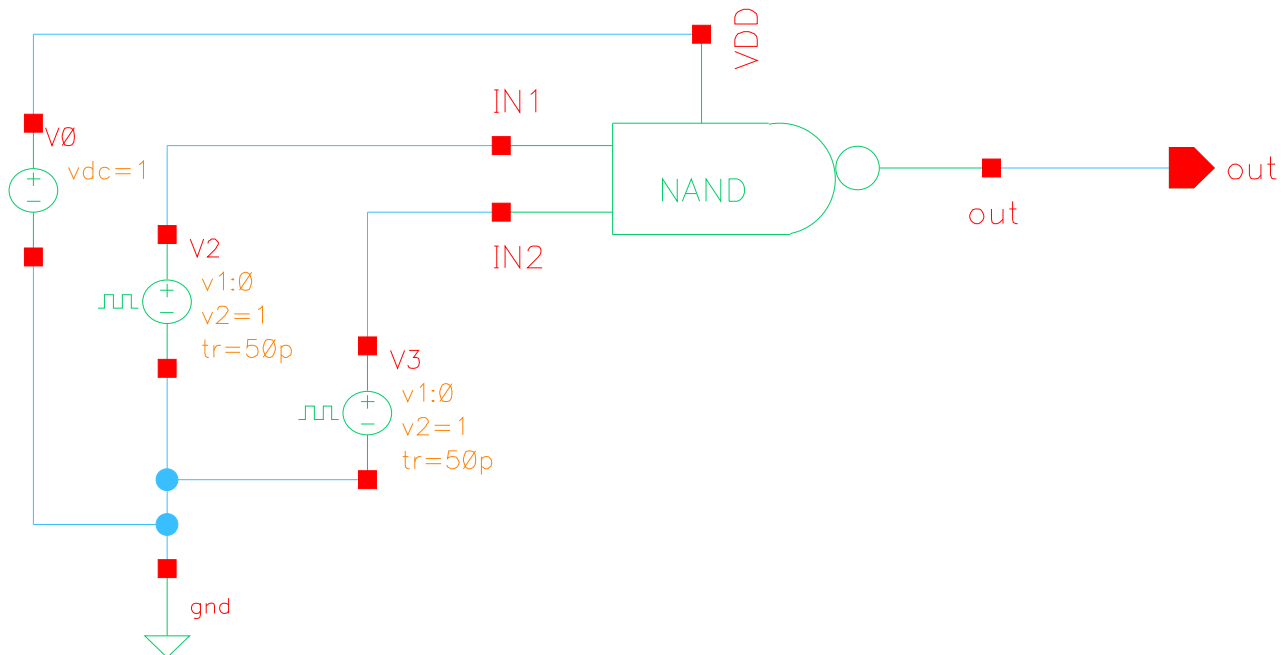 VDD
IN1
V0
vdc=1
NAND
out
out
V2
IN2
v1:0
v2=1
tr=50p
V3
v1:0
v2=1
tr=50p
gnd